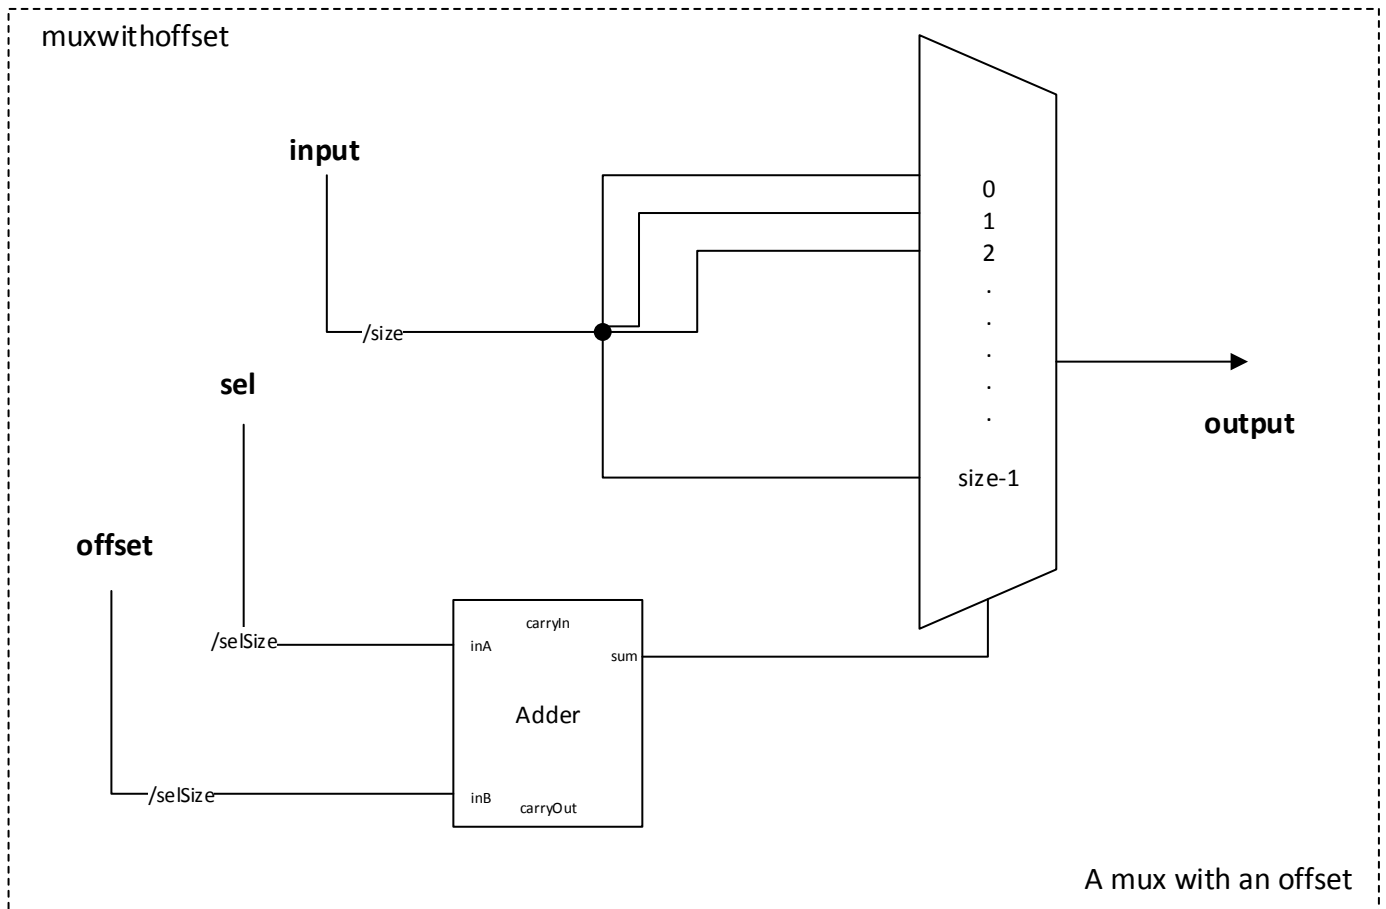 muxwithoffset
input
0
1
2
.
.
.
.
.
/size
sel
output
size-1
offset
carryIn
/selSize
inA
sum
Adder
/selSize
inB
carryOut
A mux with an offset